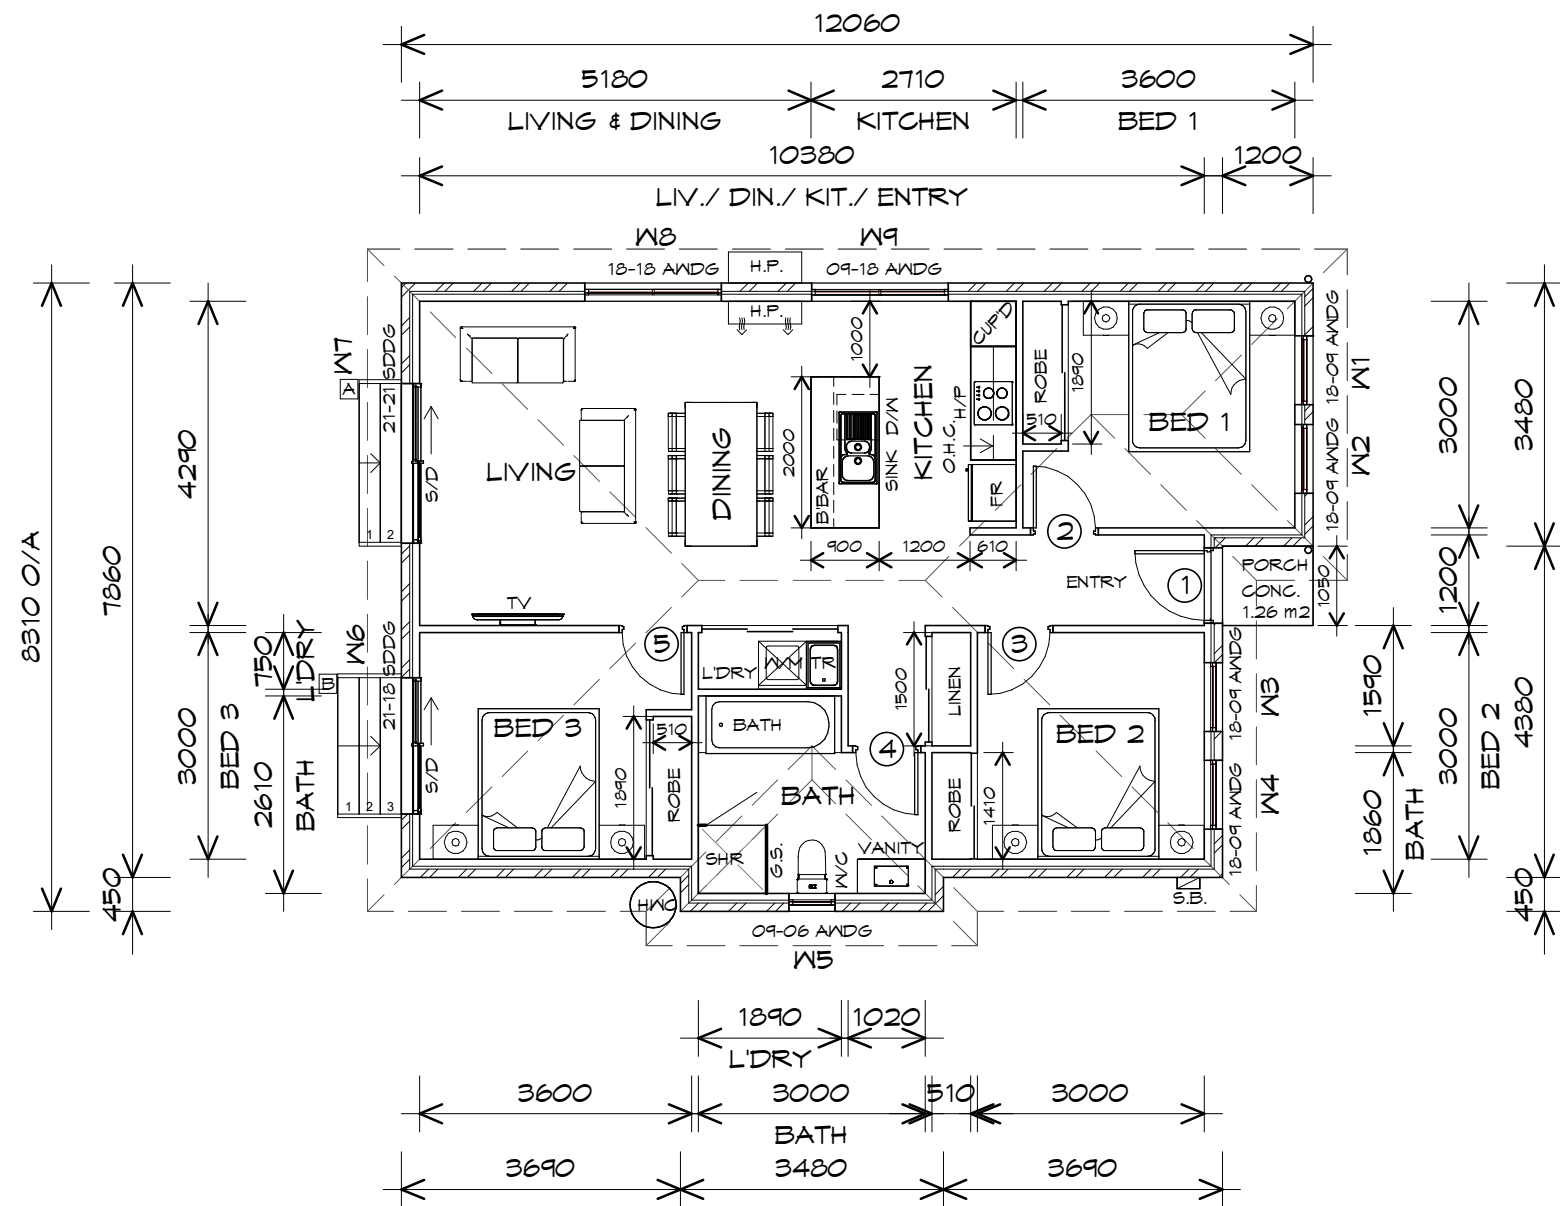 12060
5180 2710 3600
LIVING & DINING KITCHEN BED 1
10380 1200
LIV./ DIN./ KIT./ ENTRY
W8 W9
18-18 AWDG H.P. 09-18 AWDG
H.P.
W7
21-21 SDDG
A
S/D
1 2
LIVING
DINING
TV
1000
2000
B'BAR
SINK D/W
KITCHEN
O.H.C. H/P
CUP'D
FR
900 1200 610
ROBE
510
1890
BED 1
18-09 AWDG W1
18-09 AWDG W2
2
1
ENTRY
PORCH
CONC.
1.26 m2
1050
8310 O/A
7860
450
4290
3000
BED 3
750
L'DRY
2610
BATH
W6
21-18 SDDG
B
S/D
1 2 3
5
3
4
L'DRY W/M TR
BATH
BED 3
510
1890
ROBE
BATH
SHR
G.S.
W/C
VANITY
1500
LINEN
ROBE
1410
BED 2
18-09 AWDG W3
18-09 AWDG W4
S.B.
HWC
09-06 AWDG
W5
3000
1200
3000
BED 2
1590
1860
BATH
3480
4380
450
1890 1020
L'DRY
3600 3000 510 3000
BATH
3690 3480 3690